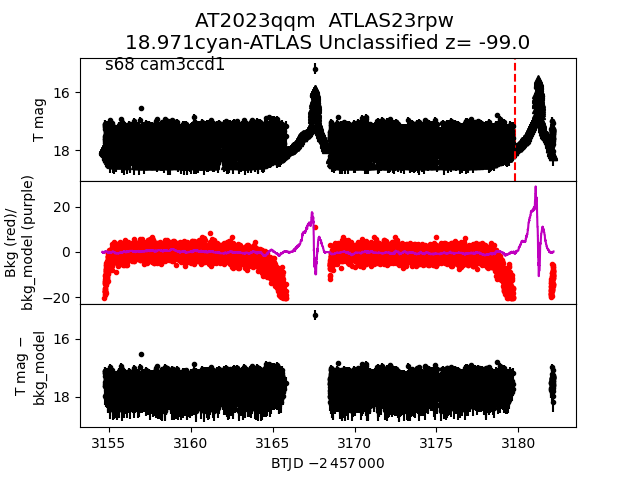 AT2023qqm  ATLAS23rpw
18.971cyan-ATLAS Unclassified z= -99.0
s68 cam3ccd1
T mag
16
18
Bkg (red)/
bkg_model (purple)
20
0
−20
T mag −
bkg_model
16
18
3155
3160
3165
3170
3175
3180
BTJD −2 457 000